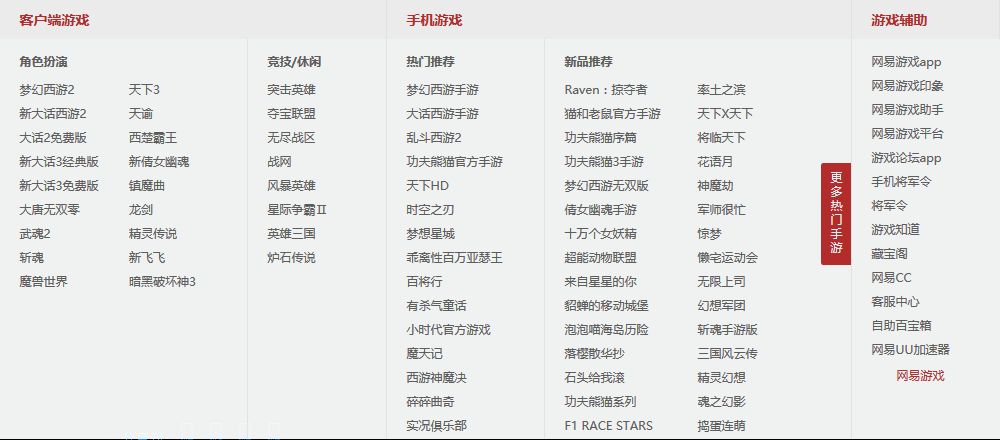 客户端游戏
角色扮演
梦幻西游2
新大话西游2
大话2免费版
新大话3经典版
新大话3免费版
大唐无双零
武魂2
斩魂
魔兽世界
天下3
天谕
西楚霸王
新倩女幽魂
镇魔曲
龙剑
精灵传说
新飞飞
暗黑破坏神3
竞技/休闲
突击英雄
夺宝联盟
无尽战区
战网
风暴英雄
星际争霸II
英雄三国
炉石传说
手机游戏
热门推荐
梦幻西游手游
大话西游手游
乱斗西游2
功夫熊猫官方手游
天下HD
时空之刃
梦想星城
乖离性百万亚瑟王
百将行
有杀气童话
小时代官方游戏
魔天记
西游神魔决
碎碎曲奇
实况俱乐部
新品推荐
Raven：掠夺者
猫和老鼠官方手游
功夫熊猫序篇
功夫熊猫3手游
梦幻西游无双版
倩女幽魂手游
十万个女妖精
超能动物联盟
来自星星的你
貂蝉的移动城堡
泡泡喵海岛历险
落樱散华抄
石头给我滚
功夫熊猫系列
F1 RACE STARS
率土之滨
天下X天下
将临天下
花语月
神魔劫
军师很忙
惊梦
懒宅运动会
无限上司
幻想军团
斩魂手游版
三国风云传
精灵幻想
魂之幻影
捣蛋连萌
更多热门手游
游戏辅助
网易游戏app
网易游戏印象
网易游戏助手
网易游戏平台
游戏论坛app
手机将军令
将军令
游戏知道
藏宝阁
网易CC
客服中心
自助百宝箱
网易UU加速器
网易游戏